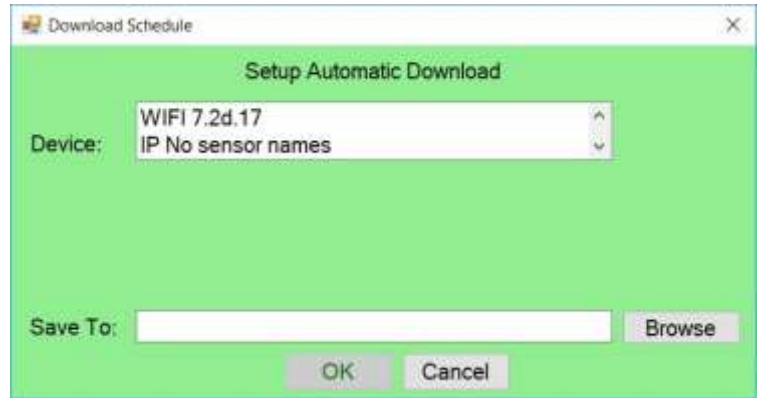 Download Schedule
Setup Automatic Download
Device:
WIFI 7.2d.17
IP No sensor names
Save To:
Browse
OK
Cancel